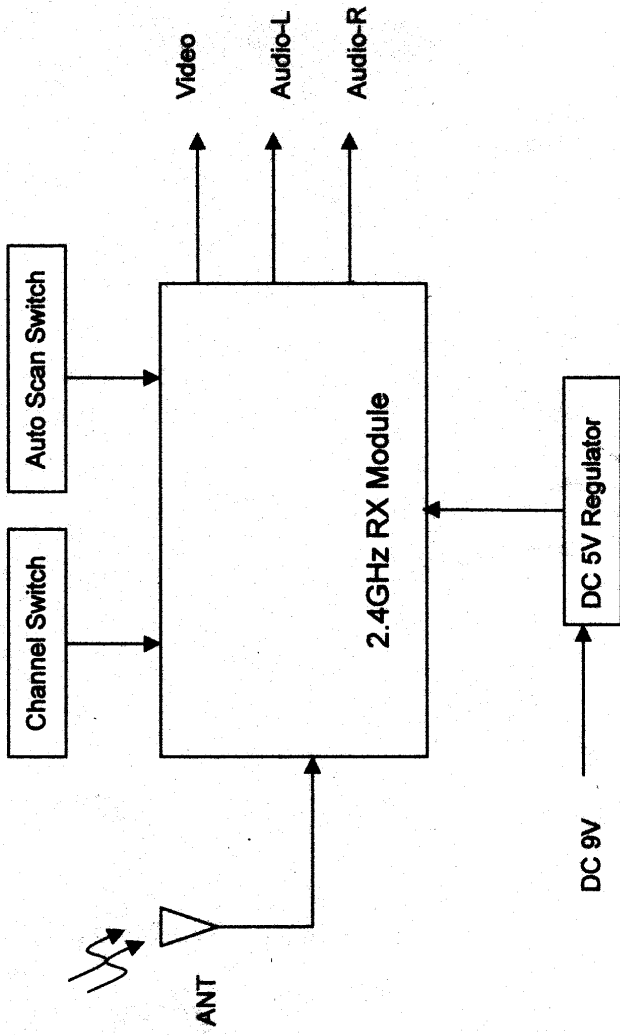 Channel Switch
Auto Scan Switch
Video
Audio-L
Audio-R
2.4GHz RX Module
ANT
DC 9V
DC 5V Regulator